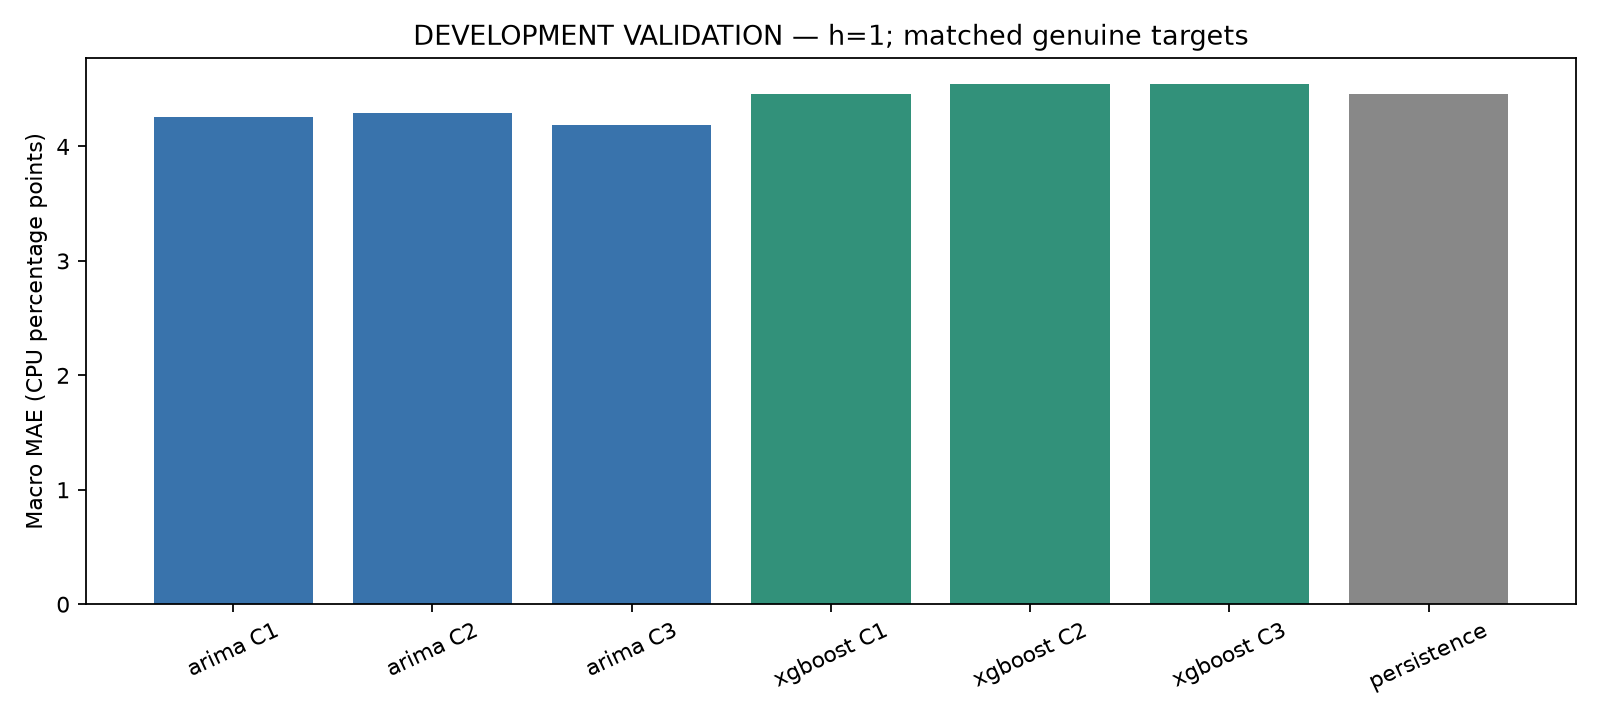 DEVELOPMENT VALIDATION — h=1; matched genuine targets
Macro MAE (CPU percentage points)
4
3
2
1
0
arima C1
arima C2
arima C3
xgboost C1
xgboost C2
xgboost C3
persistence